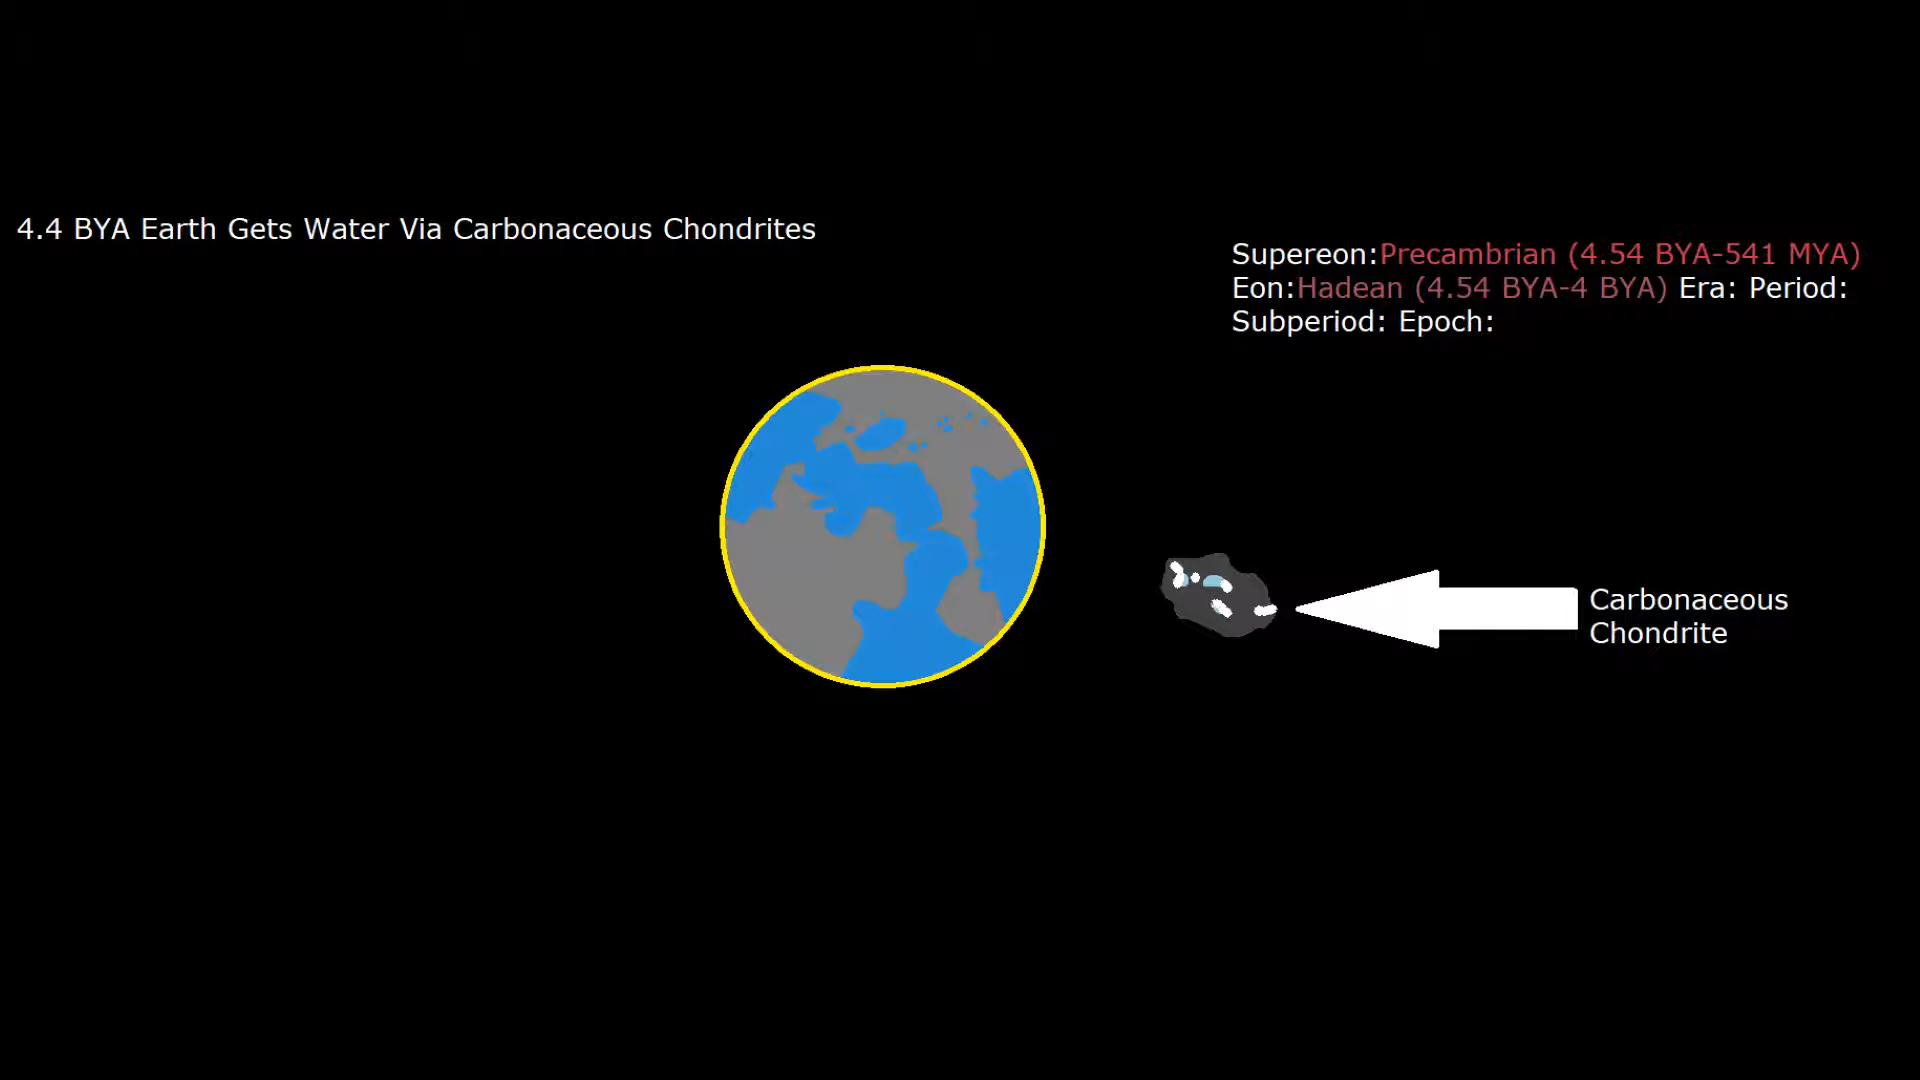 4.4 BYA Earth Gets Water Via Carbonaceous Chondrites
Supereon:Precambrian (4.54 BYA-541 MYA)
Eon:Hadean (4.54 BYA-4 BYA) Era: Period:
Subperiod: Epoch:
Carbonaceous
Chondrite